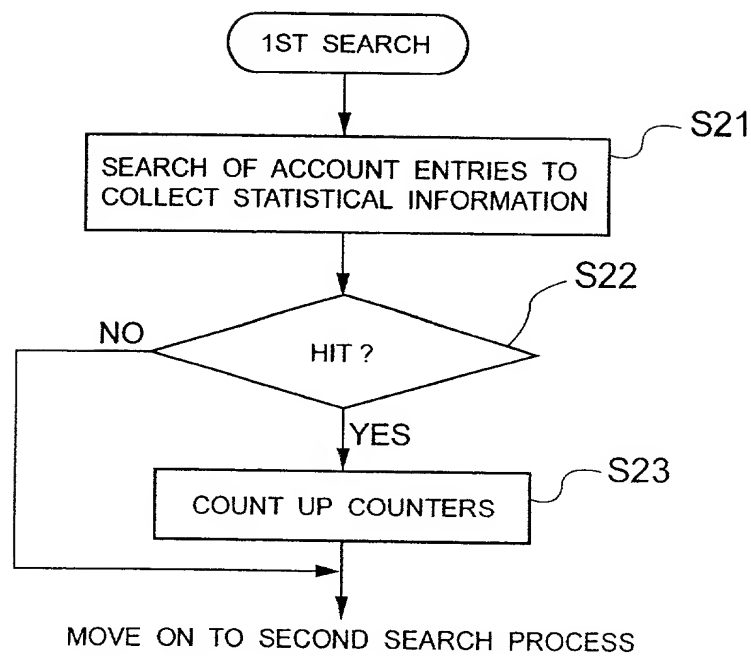 1ST SEARCH
S21
SEARCH OF ACCOUNT ENTRIES TO
COLLECT STATISTICAL INFORMATION
S22
NO
HIT ?
YES
S23
COUNT UP COUNTERS
MOVE ON TO SECOND SEARCH PROCESS